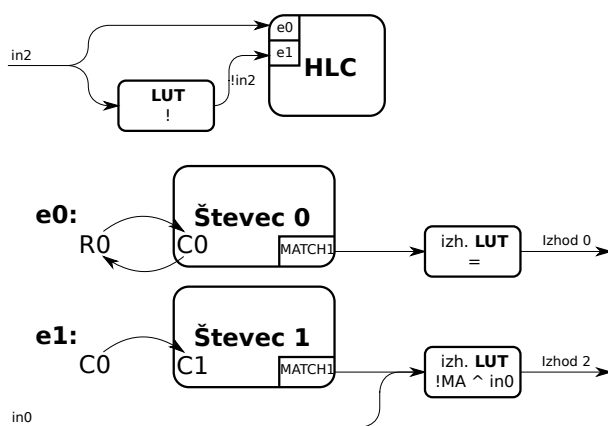 in2
e0
e1
HLC
LUT
!
!in2
e0:
R0
Števec 0
C0
MATCH1
izh. LUT
=
Izhod 0
e1:
C0
Števec 1
C1
MATCH1
izh. LUT
!MA ^ in0
Izhod 2
in0